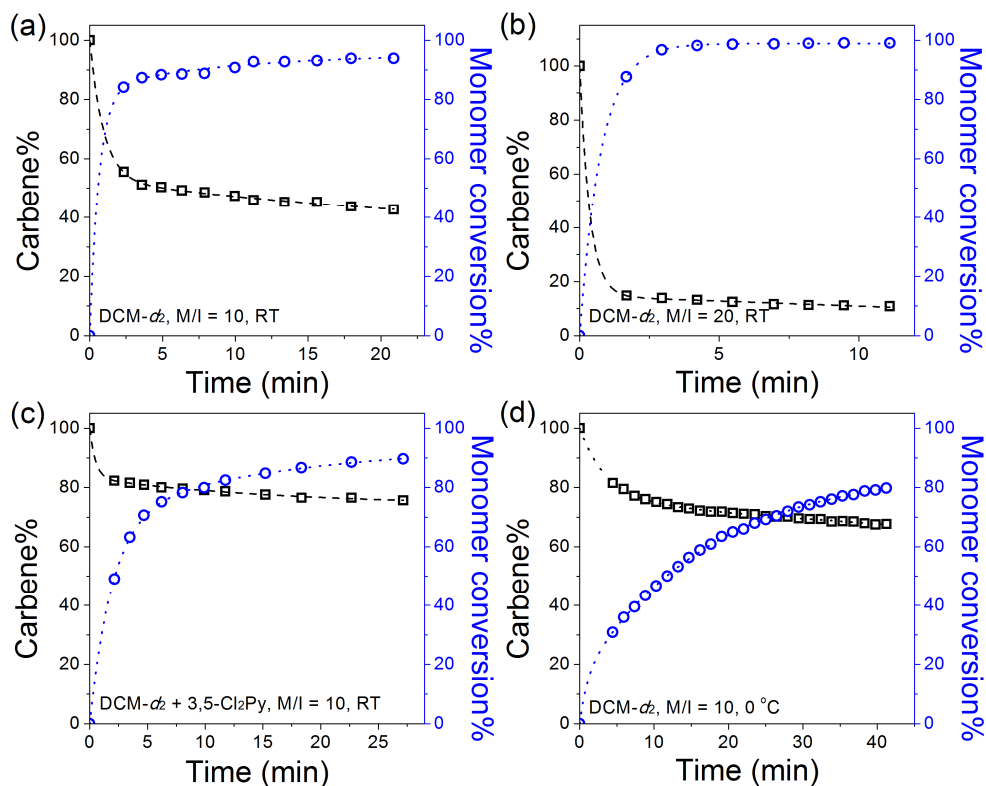 (a)
100
80
60
40
20
0
Carbene%
100
80
60
40
20
0
Monomer conversion%
DCM-d2, M/I = 10, RT
0 5 10 15 20
Time (min)
(b)
100
80
60
40
20
0
Carbene%
100
80
60
40
20
0
Monomer conversion%
DCM-d2, M/I = 20, RT
0 5 10
Time (min)
(c)
100
80
60
40
20
0
Carbene%
100
80
60
40
20
0
Monomer conversion%
DCM-d2 + 3,5-Cl2Py, M/I = 10, RT
0 5 10 15 20 25
Time (min)
(d)
100
80
60
40
20
0
Carbene%
100
80
60
40
20
0
Monomer conversion%
DCM-d2, M/I = 10, 0 °C
0 10 20 30 40
Time (min)